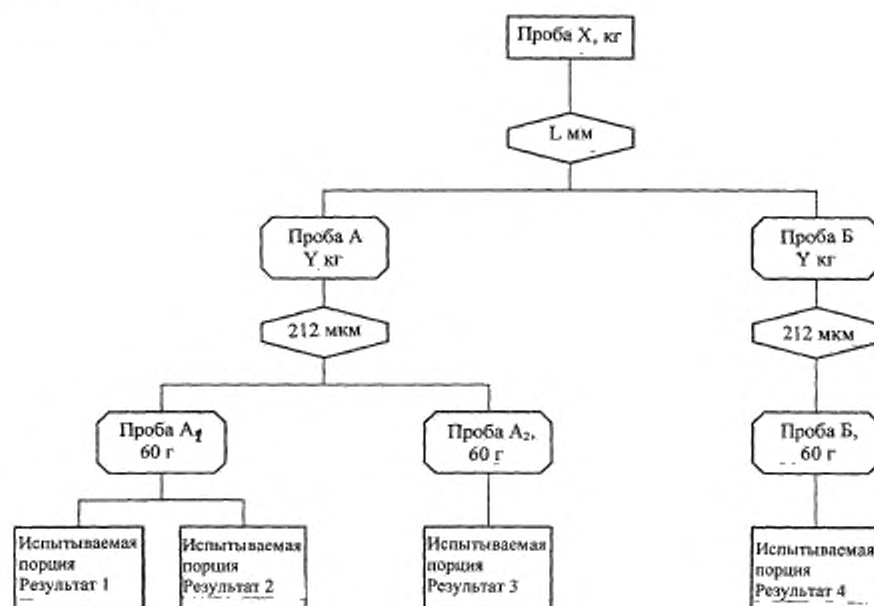 Проба X, кг
L мм
Проба А
Y кг
Проба Б
Y кг
212 мкм
212 мкм
Проба А1
60 г
Проба А2,
60 г
Проба Б,
60 г
Испытываемая
порция
Результат 1
Испытываемая
порция
Результат 2
Испытываемая
порция
Результат 3
Испытываемая
порция
Результат 4